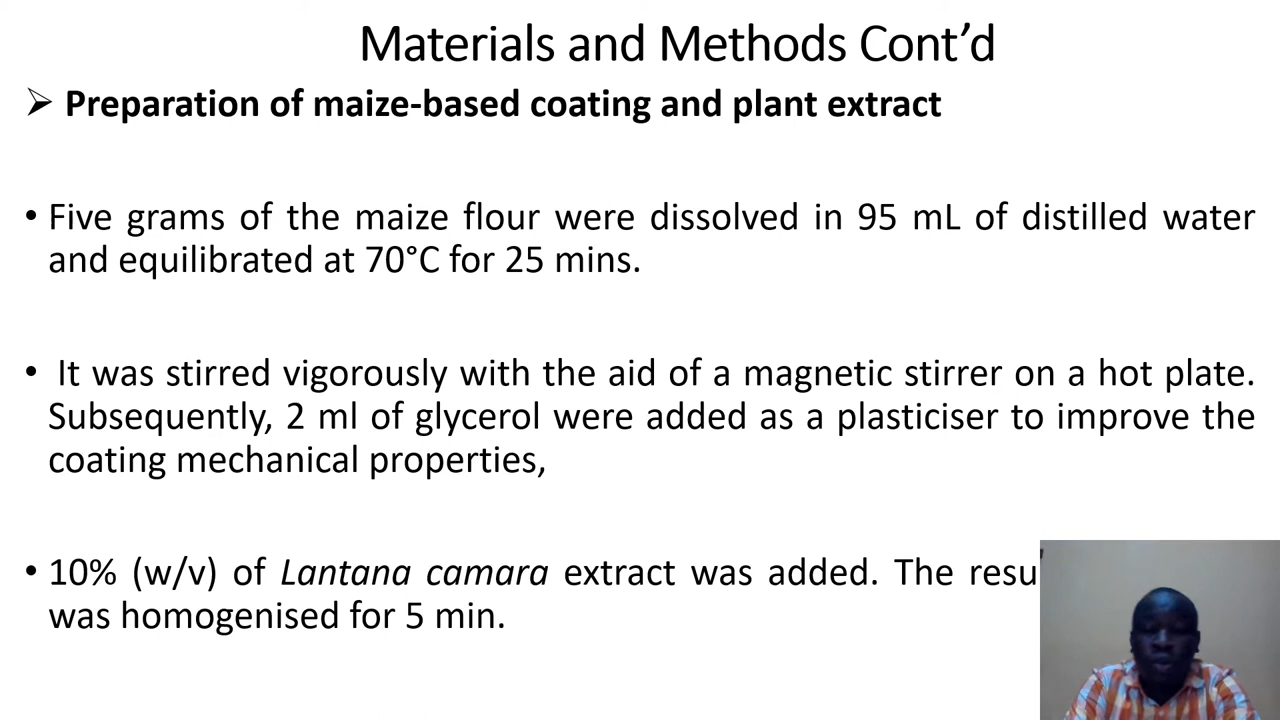 Materials and Methods Cont’d
➢ Preparation of maize-based coating and plant extract
• Five grams of the maize flour were dissolved in 95 mL of distilled water
and equilibrated at 70°C for 25 mins.
• It was stirred vigorously with the aid of a magnetic stirrer on a hot plate.
Subsequently, 2 ml of glycerol were added as a plasticiser to improve the
coating mechanical properties,
• 10% (w/v) of Lantana camara extract was added. The
was homogenised for 5 min.